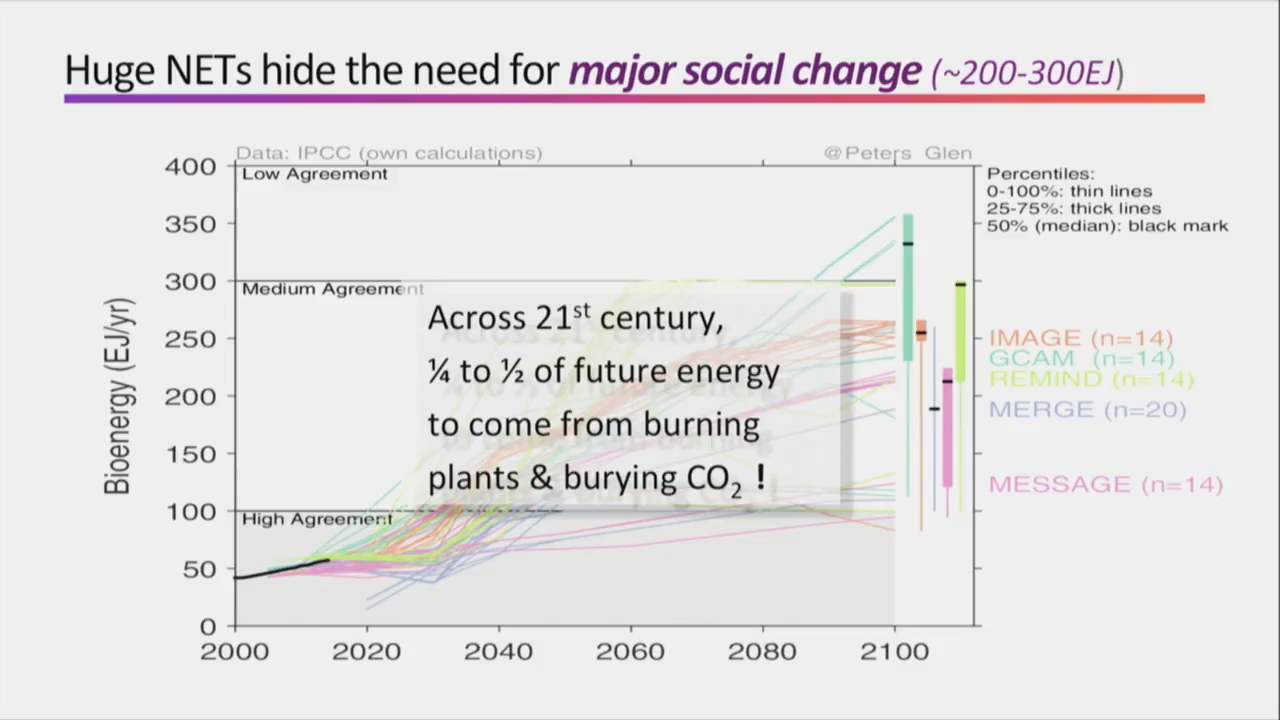 Huge NETs hide the need for major social change (~200-300EJ)
Data: IPCC (own calculations)
@Peters_Glen
Low Agreement
Medium Agreement
High Agreement
Bioenergy (EJ/yr)
400
350
300
250
200
150
100
50
0
2000
2020
2040
2060
2080
2100
Across 21st century,
¼ to ½ of future energy
to come from burning
plants & burying CO2 !
Percentiles:
0-100%: thin lines
25-75%: thick lines
50% (median): black mark
IMAGE (n=14)
GCAM (n=14)
REMIND (n=14)
MERGE (n=20)
MESSAGE (n=14)